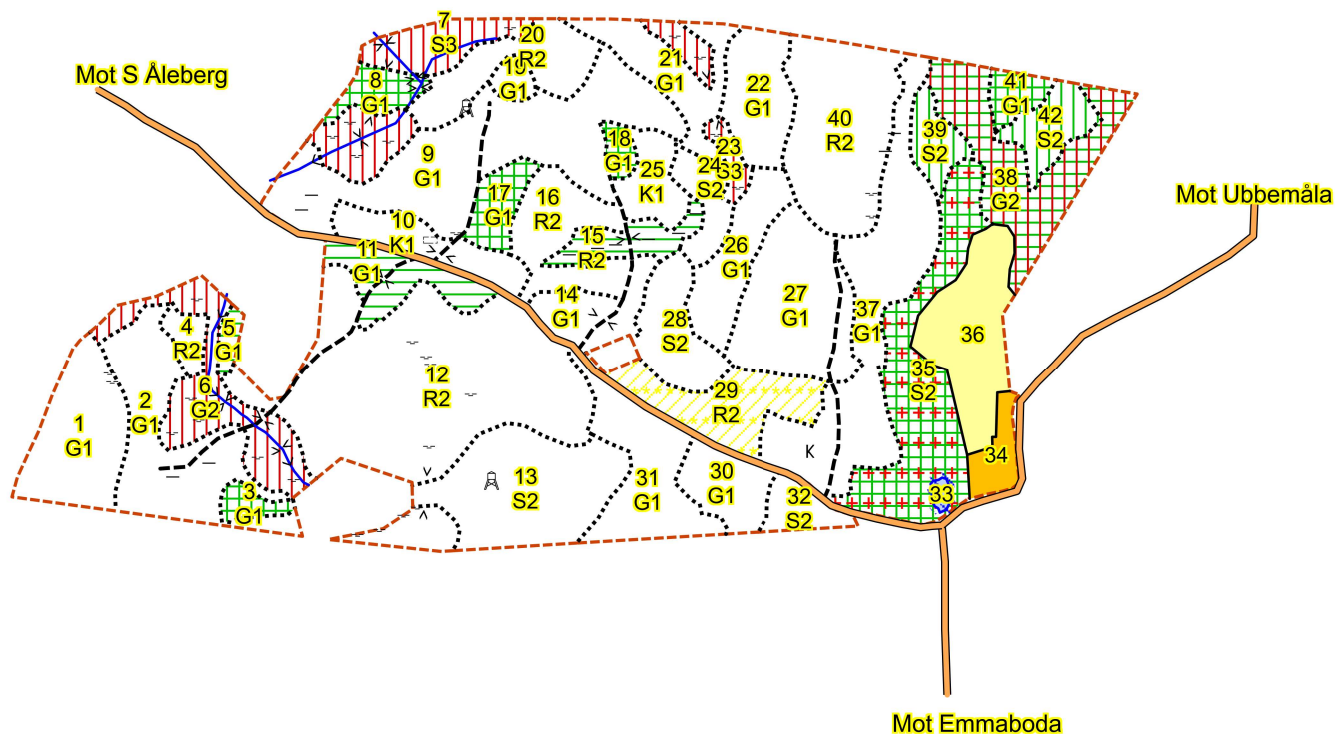 Mot S Åleberg
Mot Ubbemåla
Mot Emmaboda
1
G1
2
G1
3
G1
4
R2
5
G1
6
G2
7
S3
8
G1
9
G1
10
K1
11
G1
12
R2
13
S2
14
G1
15
R2
16
R2
17
G1
18
G1
19
G1
20
R2
21
G1
22
G1
23
S3
24
S2
25
K1
26
G1
27
G1
28
S2
29
R2
30
G1
31
G1
32
S2
K
33
34
35
S2
36
37
G1
38
G2
39
S2
40
R2
41
G1
42
S2